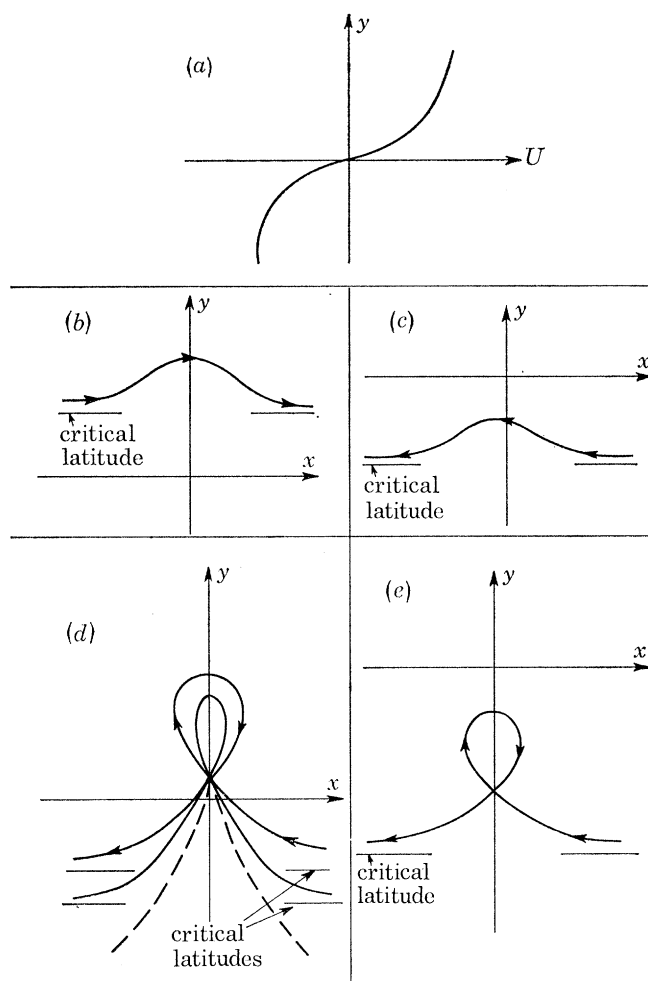 y
(a)
U
(b)
y
critical
latitude
x
(c)
y
x
critical
latitude
(d)
y
x
critical
latitudes
(e)
y
x
critical
latitude